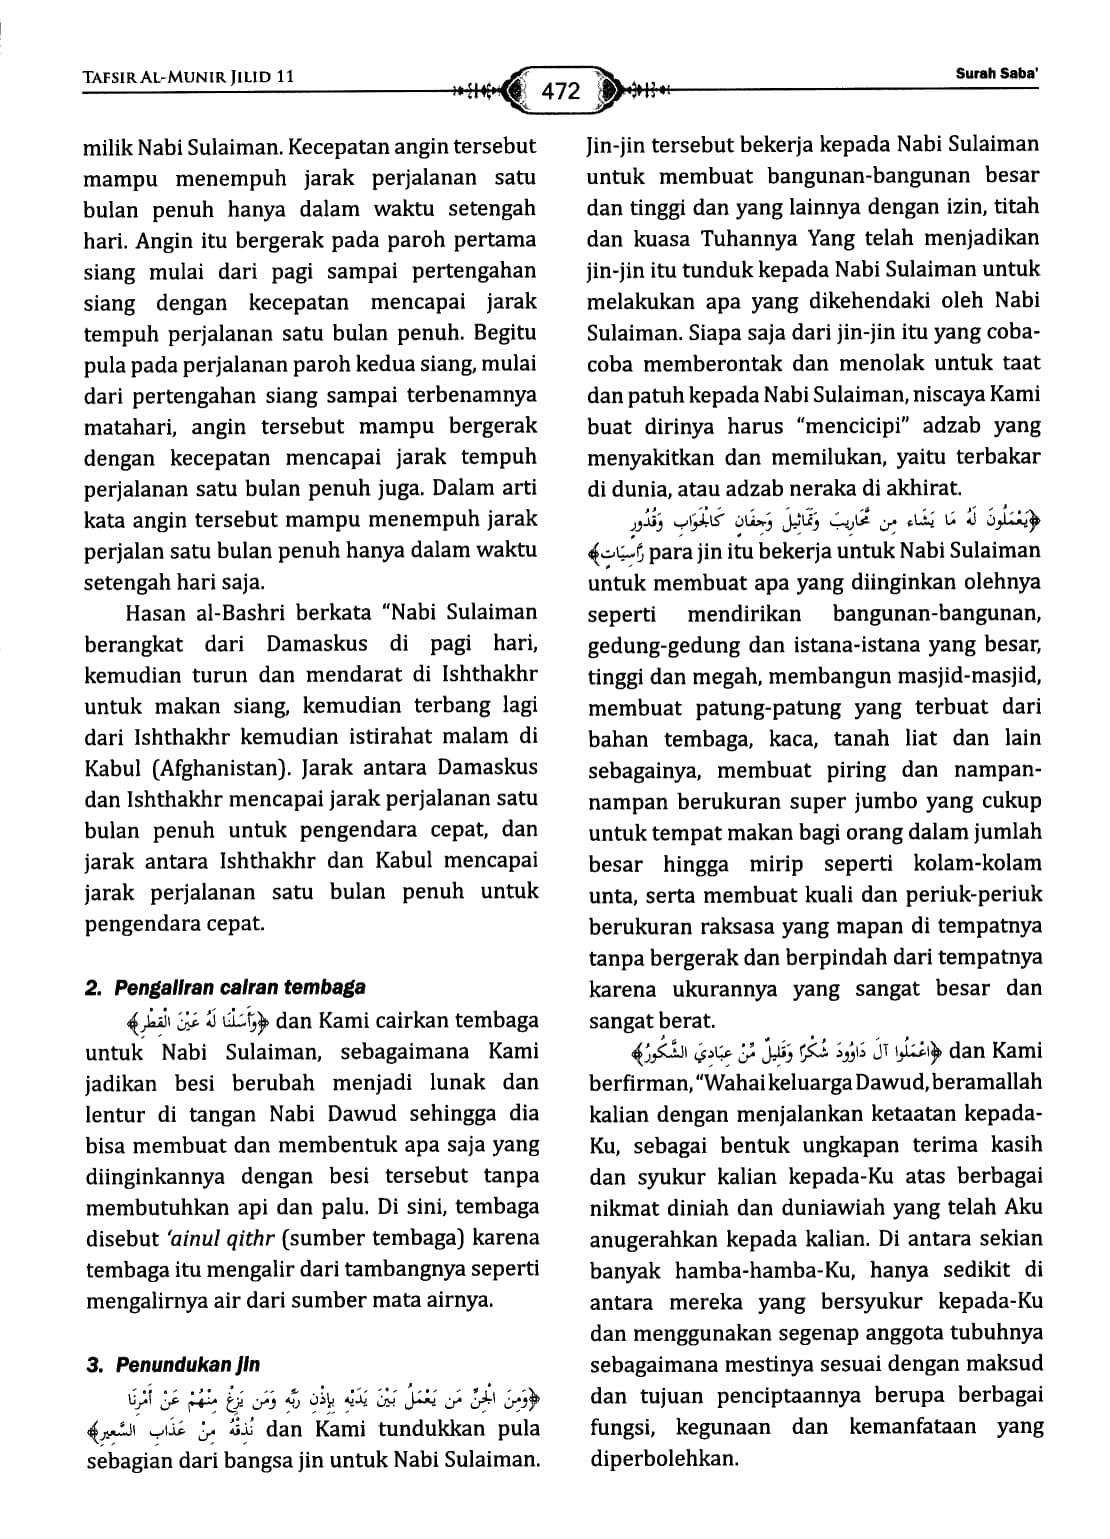 TAFSIR AL-MUNIR JILID 11
472
Surah Saba'
milik Nabi Sulaiman. Kecepatan angin tersebut
mampu menempuh jarak perjalanan satu
bulan penuh hanya dalam waktu setengah
hari. Angin itu bergerak pada paroh pertama
siang mulai dari pagi sampai pertengahan
siang dengan kecepatan mencapai jarak
tempuh perjalanan satu bulan penuh. Begitu
pula pada perjalanan paroh kedua siang, mulai
dari pertengahan siang sampai terbenamnya
matahari, angin tersebut mampu bergerak
dengan kecepatan mencapai jarak tempuh
perjalanan satu bulan penuh juga. Dalam arti
kata angin tersebut mampu menempuh jarak
perjalan satu bulan penuh hanya dalam waktu
setengah hari saja.
Hasan al-Bashri berkata “Nabi Sulaiman
berangkat dari Damaskus di pagi hari,
kemudian turun dan mendarat di Ishthakhr
untuk makan siang, kemudian terbang lagi
dari Ishthakhr kemudian istirahat malam di
Kabul (Afghanistan). Jarak antara Damaskus
dan Ishthakhr mencapai jarak perjalanan satu
bulan penuh untuk pengendara cepat, dan
jarak antara Ishthakhr dan Kabul mencapai
jarak perjalanan satu bulan penuh untuk
pengendara cepat.
2. Pengaliran cairan tembaga
﴿وَأَسَلْنَا لَهُ عَيْنَ الْقِطْرِ﴾ dan Kami cairkan tembaga
untuk Nabi Sulaiman, sebagaimana Kami
jadikan besi berubah menjadi lunak dan
lentur di tangan Nabi Dawud sehingga dia
bisa membuat dan membentuk apa saja yang
diinginkannya dengan besi tersebut tanpa
membutuhkan api dan palu. Di sini, tembaga
disebut ‘ainul qithr (sumber tembaga) karena
tembaga itu mengalir dari tambangnya seperti
mengalirnya air dari sumber mata airnya.
3. Penundukan jin
﴿وَمِنَ الْجِنِّ مَن يَعْمَلُ بَيْنَ يَدَيْهِ بِإِذْنِ رَبِّهِ وَمَن يَزِغْ مِنْهُمْ عَنْ أَمْرِنَا
نُذِقْهُ مِنْ عَذَابِ السَّعِيرِ﴾ dan Kami tundukkan pula
sebagian dari bangsa jin untuk Nabi Sulaiman.
Jin-jin tersebut bekerja kepada Nabi Sulaiman
untuk membuat bangunan-bangunan besar
dan tinggi dan yang lainnya dengan izin, titah
dan kuasa Tuhannya Yang telah menjadikan
jin-jin itu tunduk kepada Nabi Sulaiman untuk
melakukan apa yang dikehendaki oleh Nabi
Sulaiman. Siapa saja dari jin-jin itu yang coba-
coba memberontak dan menolak untuk taat
dan patuh kepada Nabi Sulaiman, niscaya Kami
buat dirinya harus “mencicipi” adzab yang
menyakitkan dan memilukan, yaitu terbakar
di dunia, atau adzab neraka di akhirat.
﴿يَعْمَلُونَ لَهُ مَا يَشَاء مِن مَّحَارِيبَ وَتَمَاثِيلَ وَجِفَانٍ كَالْجَوَابِ وَقُدُورٍ
رَّاسِيَاتٍ﴾ para jin itu bekerja untuk Nabi Sulaiman
untuk membuat apa yang diinginkan olehnya
seperti mendirikan bangunan-bangunan,
gedung-gedung dan istana-istana yang besar,
tinggi dan megah, membangun masjid-masjid,
membuat patung-patung yang terbuat dari
bahan tembaga, kaca, tanah liat dan lain
sebagainya, membuat piring dan nampan-
nampan berukuran super jumbo yang cukup
untuk tempat makan bagi orang dalam jumlah
besar hingga mirip seperti kolam-kolam
unta, serta membuat kuali dan periuk-periuk
berukuran raksasa yang mapan di tempatnya
tanpa bergerak dan berpindah dari tempatnya
karena ukurannya yang sangat besar dan
sangat berat.
﴿اعْمَلُوا آلَ دَاوُودَ شُكْرًا وَقَلِيلٌ مِّنْ عِبَادِيَ الشَّكُورُ﴾ dan Kami
berfirman, “Wahai keluarga Dawud, beramallah
kalian dengan menjalankan ketaatan kepada-
Ku, sebagai bentuk ungkapan terima kasih
dan syukur kalian kepada-Ku atas berbagai
nikmat diniah dan duniawiah yang telah Aku
anugerahkan kepada kalian. Di antara sekian
banyak hamba-hamba-Ku, hanya sedikit di
antara mereka yang bersyukur kepada-Ku
dan menggunakan segenap anggota tubuhnya
sebagaimana mestinya sesuai dengan maksud
dan tujuan penciptaannya berupa berbagai
fungsi, kegunaan dan kemanfataan yang
diperbolehkan.